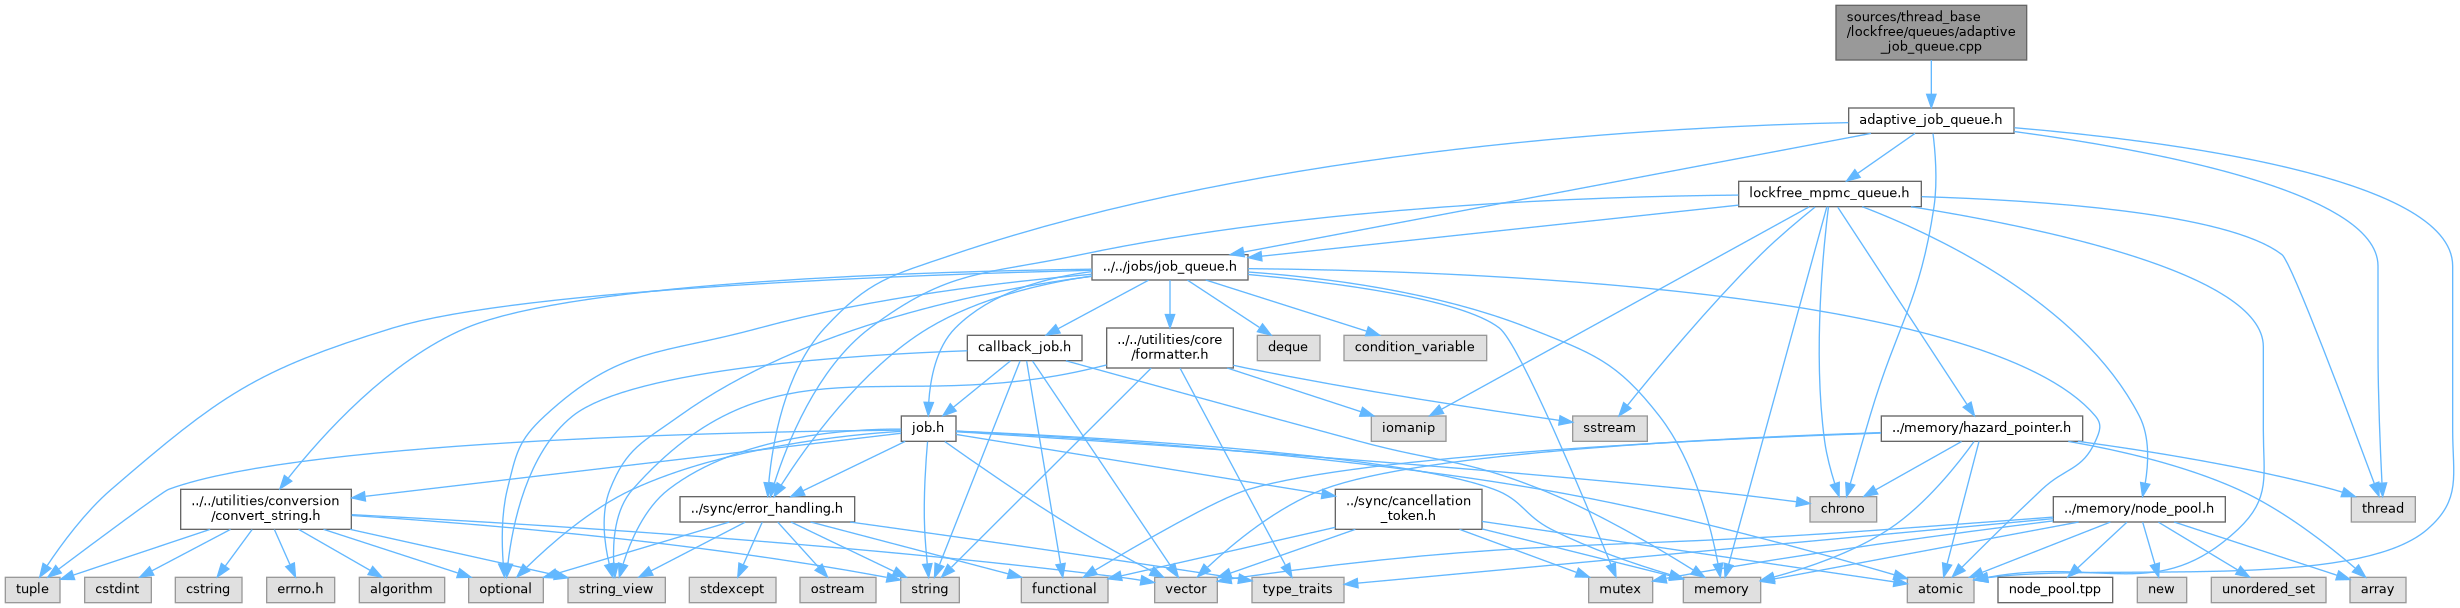 sources/thread_base
/lockfree/queues/adaptive
_job_queue.cpp
adaptive_job_queue.h
lockfree_mpmc_queue.h
../../jobs/job_queue.h
callback_job.h
../../utilities/core
/formatter.h
deque
condition_variable
job.h
iomanip
sstream
../memory/hazard_pointer.h
../../utilities/conversion
/convert_string.h
../sync/error_handling.h
../sync/cancellation
_token.h
chrono
../memory/node_pool.h
thread
tuple
cstdint
cstring
errno.h
algorithm
optional
string_view
stdexcept
ostream
string
functional
vector
type_traits
mutex
memory
atomic
node_pool.tpp
new
unordered_set
array